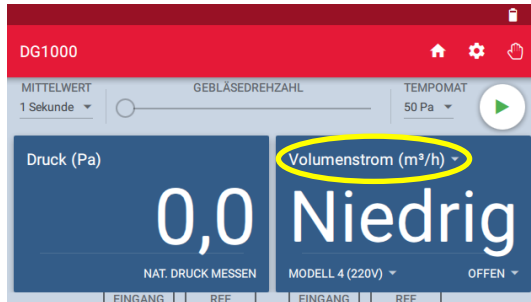 DG1000
MITTELWERT GEBLÄSEDREHZAHL TEMPOMAT
1 Sekunde 50 Pa
Druck (Pa) Volumenstrom (m³/h)
0,0 Niedrig
NAT. DRUCK MESSEN MODELL 4 (220V) OFFEN
EINGANG REF EINGANG REF